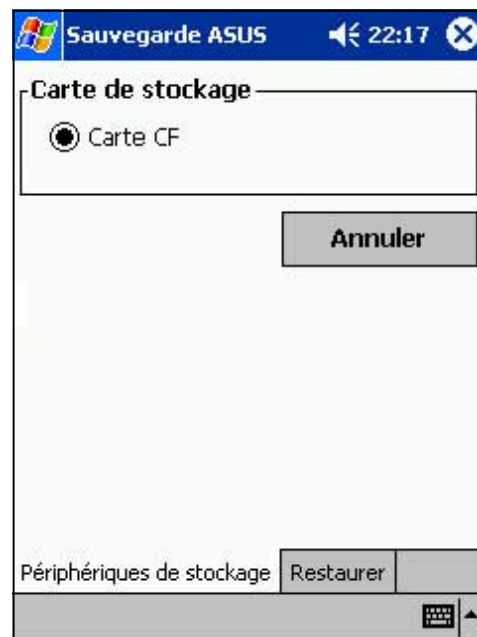 Sauvegarde ASUS 22:17
Carte de stockage
Carte CF
Annuler
Périphériques de stockage Restaurer